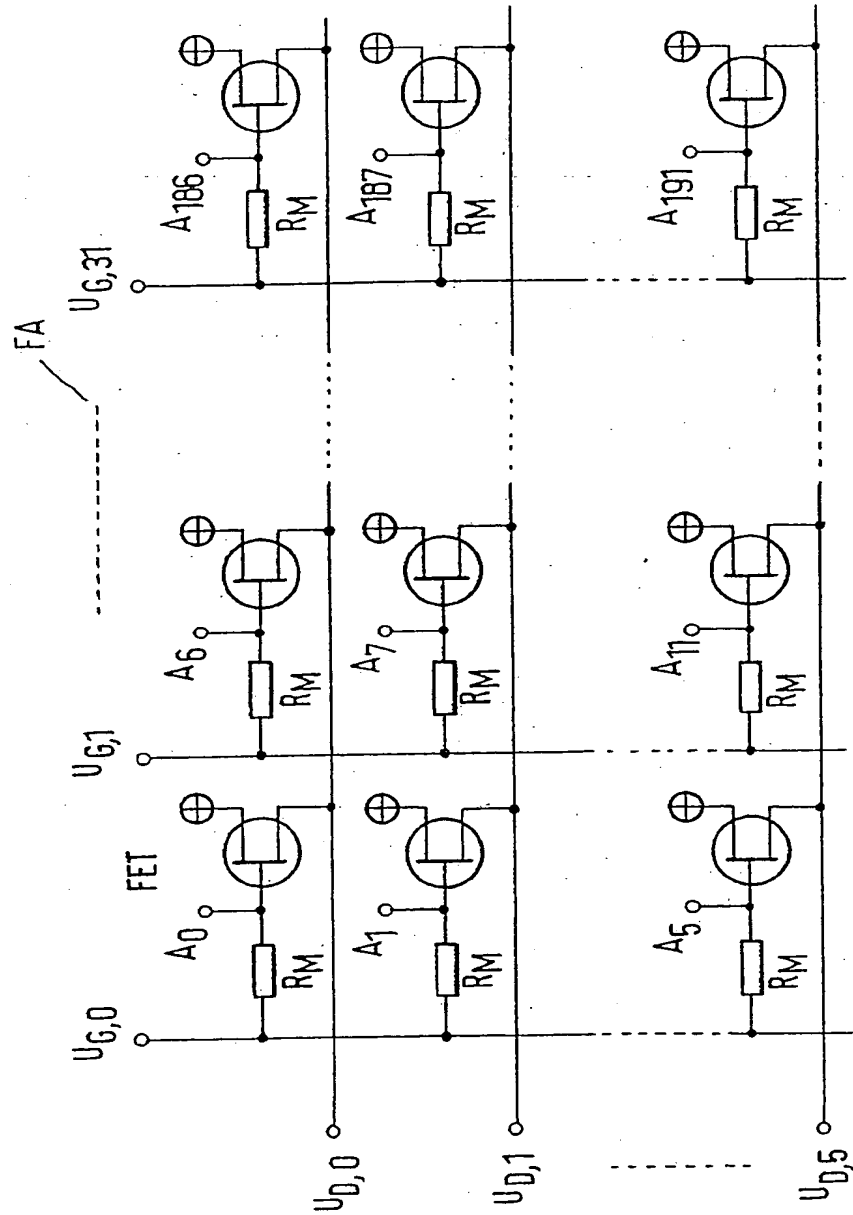 FA
U_G,0
U_G,1
U_G,31
FET
A_0
R_M
A_6
R_M
A_186
R_M
U_D,0
A_1
R_M
A_7
R_M
A_187
R_M
U_D,1
A_5
R_M
A_11
R_M
A_191
R_M
U_D,5